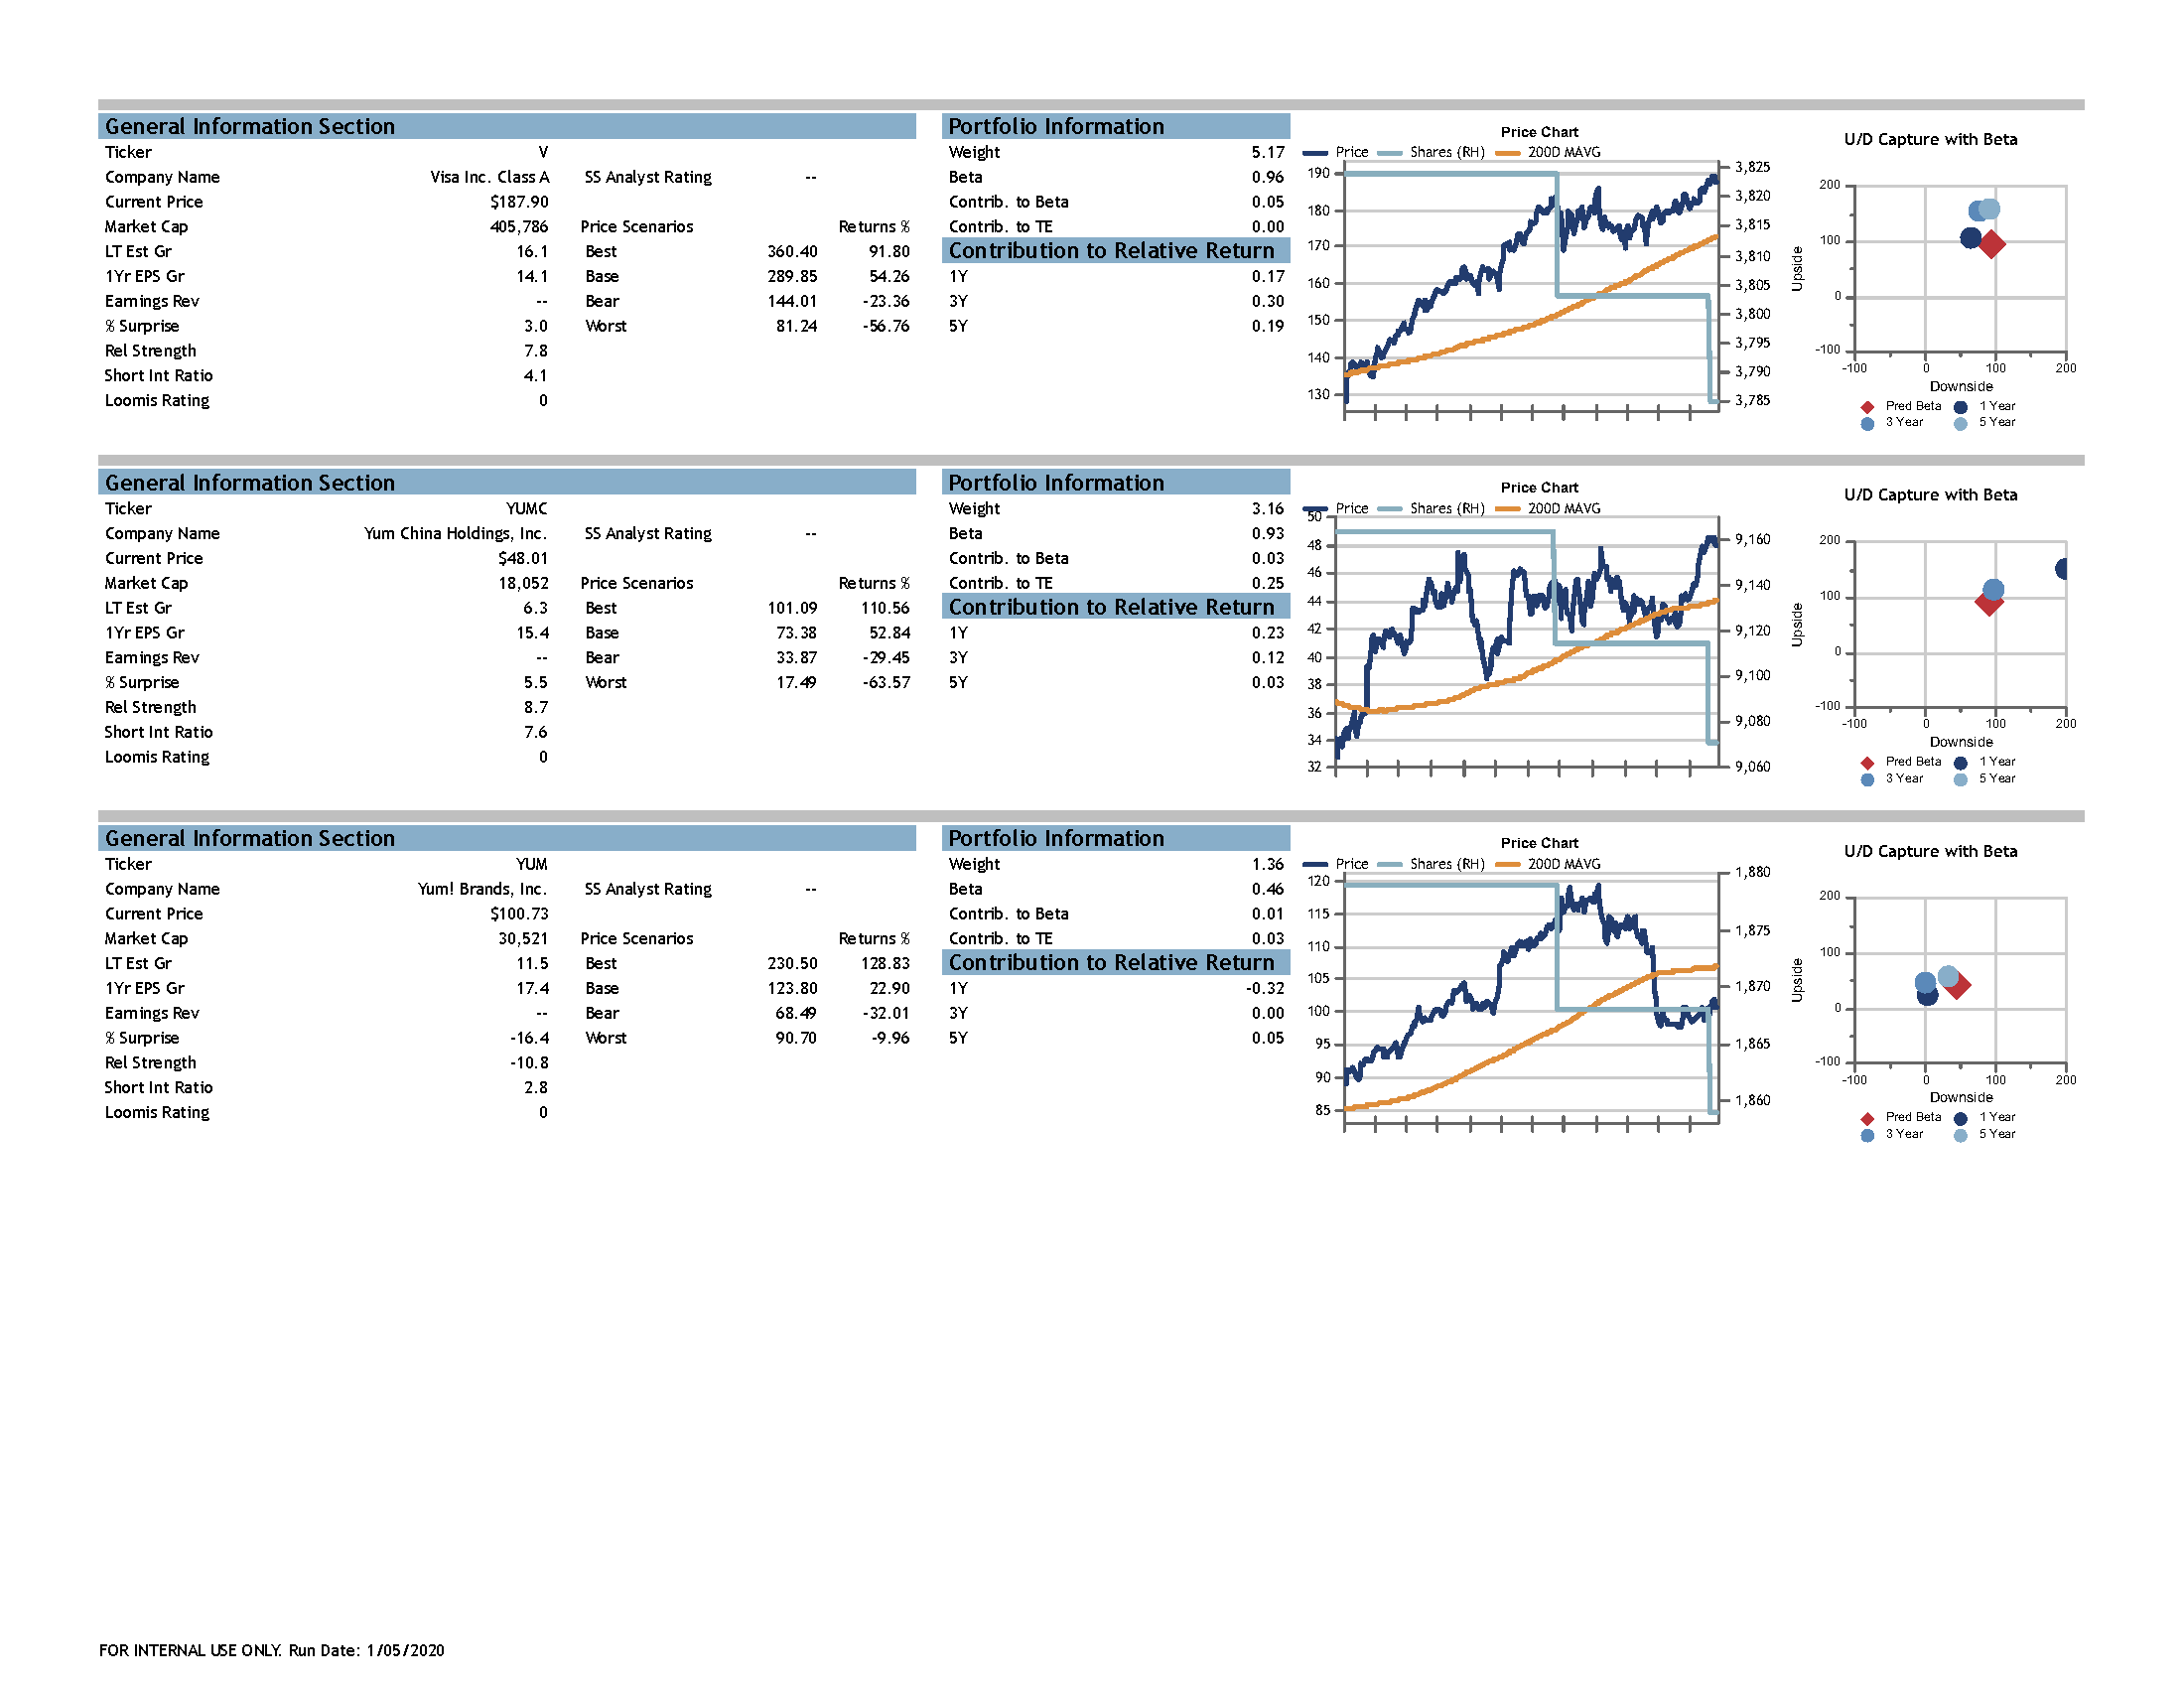 General Information Section
Ticker V
Company Name Visa Inc. Class A SS Analyst Rating --
Current Price $187.90
Market Cap 405,786 Price Scenarios Returns %
LT Est Gr 16.1 Best 360.40 91.80
1Yr EPS Gr 14.1 Base 289.85 54.26
Earnings Rev -- Bear 144.01 -23.36
% Surprise 3.0 Worst 81.24 -56.76
Rel Strength 7.8
Short Int Ratio 4.1
Loomis Rating 0
Portfolio Information
Weight 5.17
Beta 0.96
Contrib. to Beta 0.05
Contrib. to TE 0.00
Contribution to Relative Return
1Y 0.17
3Y 0.30
5Y 0.19
Price Chart
Price Shares (RH) 200D MAVG
190
180
170
160
150
140
130
3,825
3,820
3,815
3,810
3,805
3,800
3,795
3,790
3,785
U/D Capture with Beta
Upside
200
100
0
-100
-100 0 100 200
Downside
Pred Beta 1 Year
3 Year 5 Year
General Information Section
Ticker YUMC
Company Name Yum China Holdings, Inc. SS Analyst Rating --
Current Price $48.01
Market Cap 18,052 Price Scenarios Returns %
LT Est Gr 6.3 Best 101.09 110.56
1Yr EPS Gr 15.4 Base 73.38 52.84
Earnings Rev -- Bear 33.87 -29.45
% Surprise 5.5 Worst 17.49 -63.57
Rel Strength 8.7
Short Int Ratio 7.6
Loomis Rating 0
Portfolio Information
Weight 3.16
Beta 0.93
Contrib. to Beta 0.03
Contrib. to TE 0.25
Contribution to Relative Return
1Y 0.23
3Y 0.12
5Y 0.03
Price Chart
Price Shares (RH) 200D MAVG
50
48
46
44
42
40
38
36
34
32
9,160
9,140
9,120
9,100
9,080
9,060
U/D Capture with Beta
Upside
200
100
0
-100
-100 0 100 200
Downside
Pred Beta 1 Year
3 Year 5 Year
General Information Section
Ticker YUM
Company Name Yum! Brands, Inc. SS Analyst Rating --
Current Price $100.73
Market Cap 30,521 Price Scenarios Returns %
LT Est Gr 11.5 Best 230.50 128.83
1Yr EPS Gr 17.4 Base 123.80 22.90
Earnings Rev -- Bear 68.49 -32.01
% Surprise -16.4 Worst 90.70 -9.96
Rel Strength -10.8
Short Int Ratio 2.8
Loomis Rating 0
Portfolio Information
Weight 1.36
Beta 0.46
Contrib. to Beta 0.01
Contrib. to TE 0.03
Contribution to Relative Return
1Y -0.32
3Y 0.00
5Y 0.05
Price Chart
Price Shares (RH) 200D MAVG
120
115
110
105
100
95
90
85
1,880
1,875
1,870
1,865
1,860
U/D Capture with Beta
Upside
200
100
0
-100
-100 0 100 200
Downside
Pred Beta 1 Year
3 Year 5 Year
FOR INTERNAL USE ONLY. Run Date: 1/05/2020